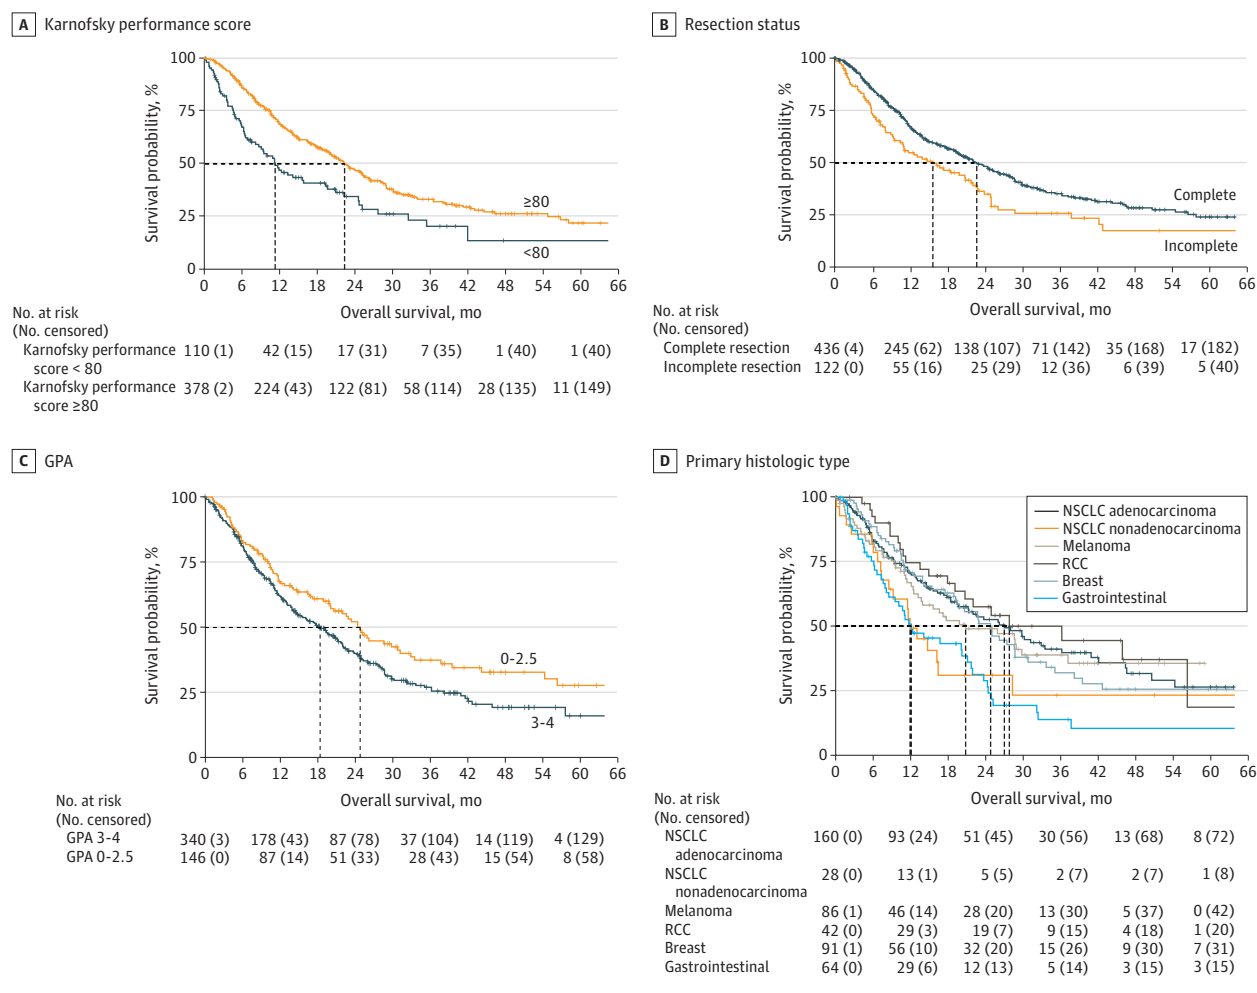 A Karnofsky performance score
100
75
50
25
0
Survival probability, %
≥80
<80
0 6 12 18 24 30 36 42 48 54 60 66
Overall survival, mo
No. at risk
(No. censored)
Karnofsky performance 110 (1) 42 (15) 17 (31) 7 (35) 1 (40) 1 (40)
score < 80
Karnofsky performance 378 (2) 224 (43) 122 (81) 58 (114) 28 (135) 11 (149)
score ≥80
B Resection status
100
75
50
25
0
Survival probability, %
Complete
Incomplete
0 6 12 18 24 30 36 42 48 54 60 66
Overall survival, mo
No. at risk
(No. censored)
Complete resection 436 (4) 245 (62) 138 (107) 71 (142) 35 (168) 17 (182)
Incomplete resection 122 (0) 55 (16) 25 (29) 12 (36) 6 (39) 5 (40)
C GPA
100
75
50
25
0
Survival probability, %
0-2.5
3-4
0 6 12 18 24 30 36 42 48 54 60 66
Overall survival, mo
No. at risk
(No. censored)
GPA 3-4 340 (3) 178 (43) 87 (78) 37 (104) 14 (119) 4 (129)
GPA 0-2.5 146 (0) 87 (14) 51 (33) 28 (43) 15 (54) 8 (58)
D Primary histologic type
100
75
50
25
0
Survival probability, %
NSCLC adenocarcinoma
NSCLC nonadenocarcinoma
Melanoma
RCC
Breast
Gastrointestinal
0 6 12 18 24 30 36 42 48 54 60 66
Overall survival, mo
No. at risk
(No. censored)
NSCLC 160 (0) 93 (24) 51 (45) 30 (56) 13 (68) 8 (72)
adenocarcinoma
NSCLC 28 (0) 13 (1) 5 (5) 2 (7) 2 (7) 1 (8)
nonadenocarcinoma
Melanoma 86 (1) 46 (14) 28 (20) 13 (30) 5 (37) 0 (42)
RCC 42 (0) 29 (3) 19 (7) 9 (15) 4 (18) 1 (20)
Breast 91 (1) 56 (10) 32 (20) 15 (26) 9 (30) 7 (31)
Gastrointestinal 64 (0) 29 (6) 12 (13) 5 (14) 3 (15) 3 (15)